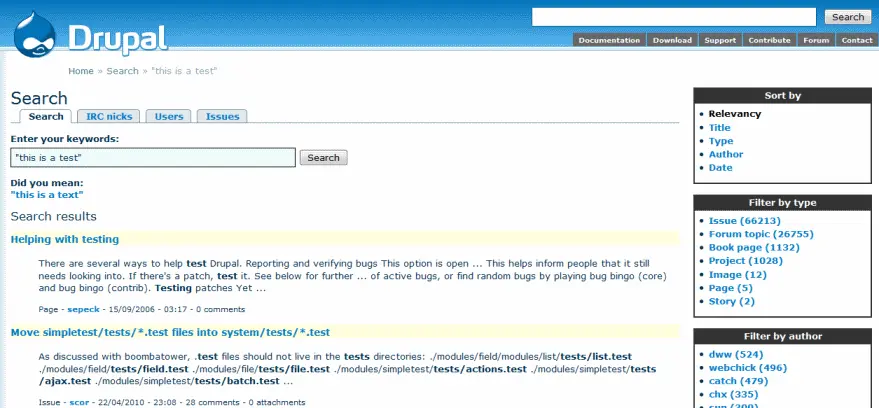 Drupal
Search
Documentation Download Support Contribute Forum Contact
Home » Search » "this is a test"
Search
Search IRC nicks Users Issues
Enter your keywords:
"this is a test" Search
Did you mean:
"this is a text"
Search results
Helping with testing
There are several ways to help test Drupal. Reporting and verifying bugs This option is open ... This helps inform people that it still
needs looking into. If there's a patch, test it. See below for further ... of active bugs, or find random bugs by playing bug bingo (core)
and bug bingo (contrib). Testing patches Yet ...
Page - sepeck - 15/09/2006 - 03:17 - 0 comments
Move simpletest/tests/*.test files into system/tests/*.test
As discussed with boombatower, .test files should not live in the tests directories: ./modules/field/modules/list/tests/list.test
./modules/field/tests/field.test ./modules/file/tests/file.test ./modules/simpletest/tests/actions.test ./modules/simpletest/tests
/ajax.test ./modules/simpletest/tests/batch.test ...
Issue - scor - 22/04/2010 - 23:08 - 28 comments - 0 attachments
Sort by
Relevancy
Title
Type
Author
Date
Filter by type
Issue (66213)
Forum topic (26755)
Book page (1132)
Project (1028)
Image (12)
Page (5)
Story (2)
Filter by author
dww (524)
webchick (496)
catch (479)
chx (335)